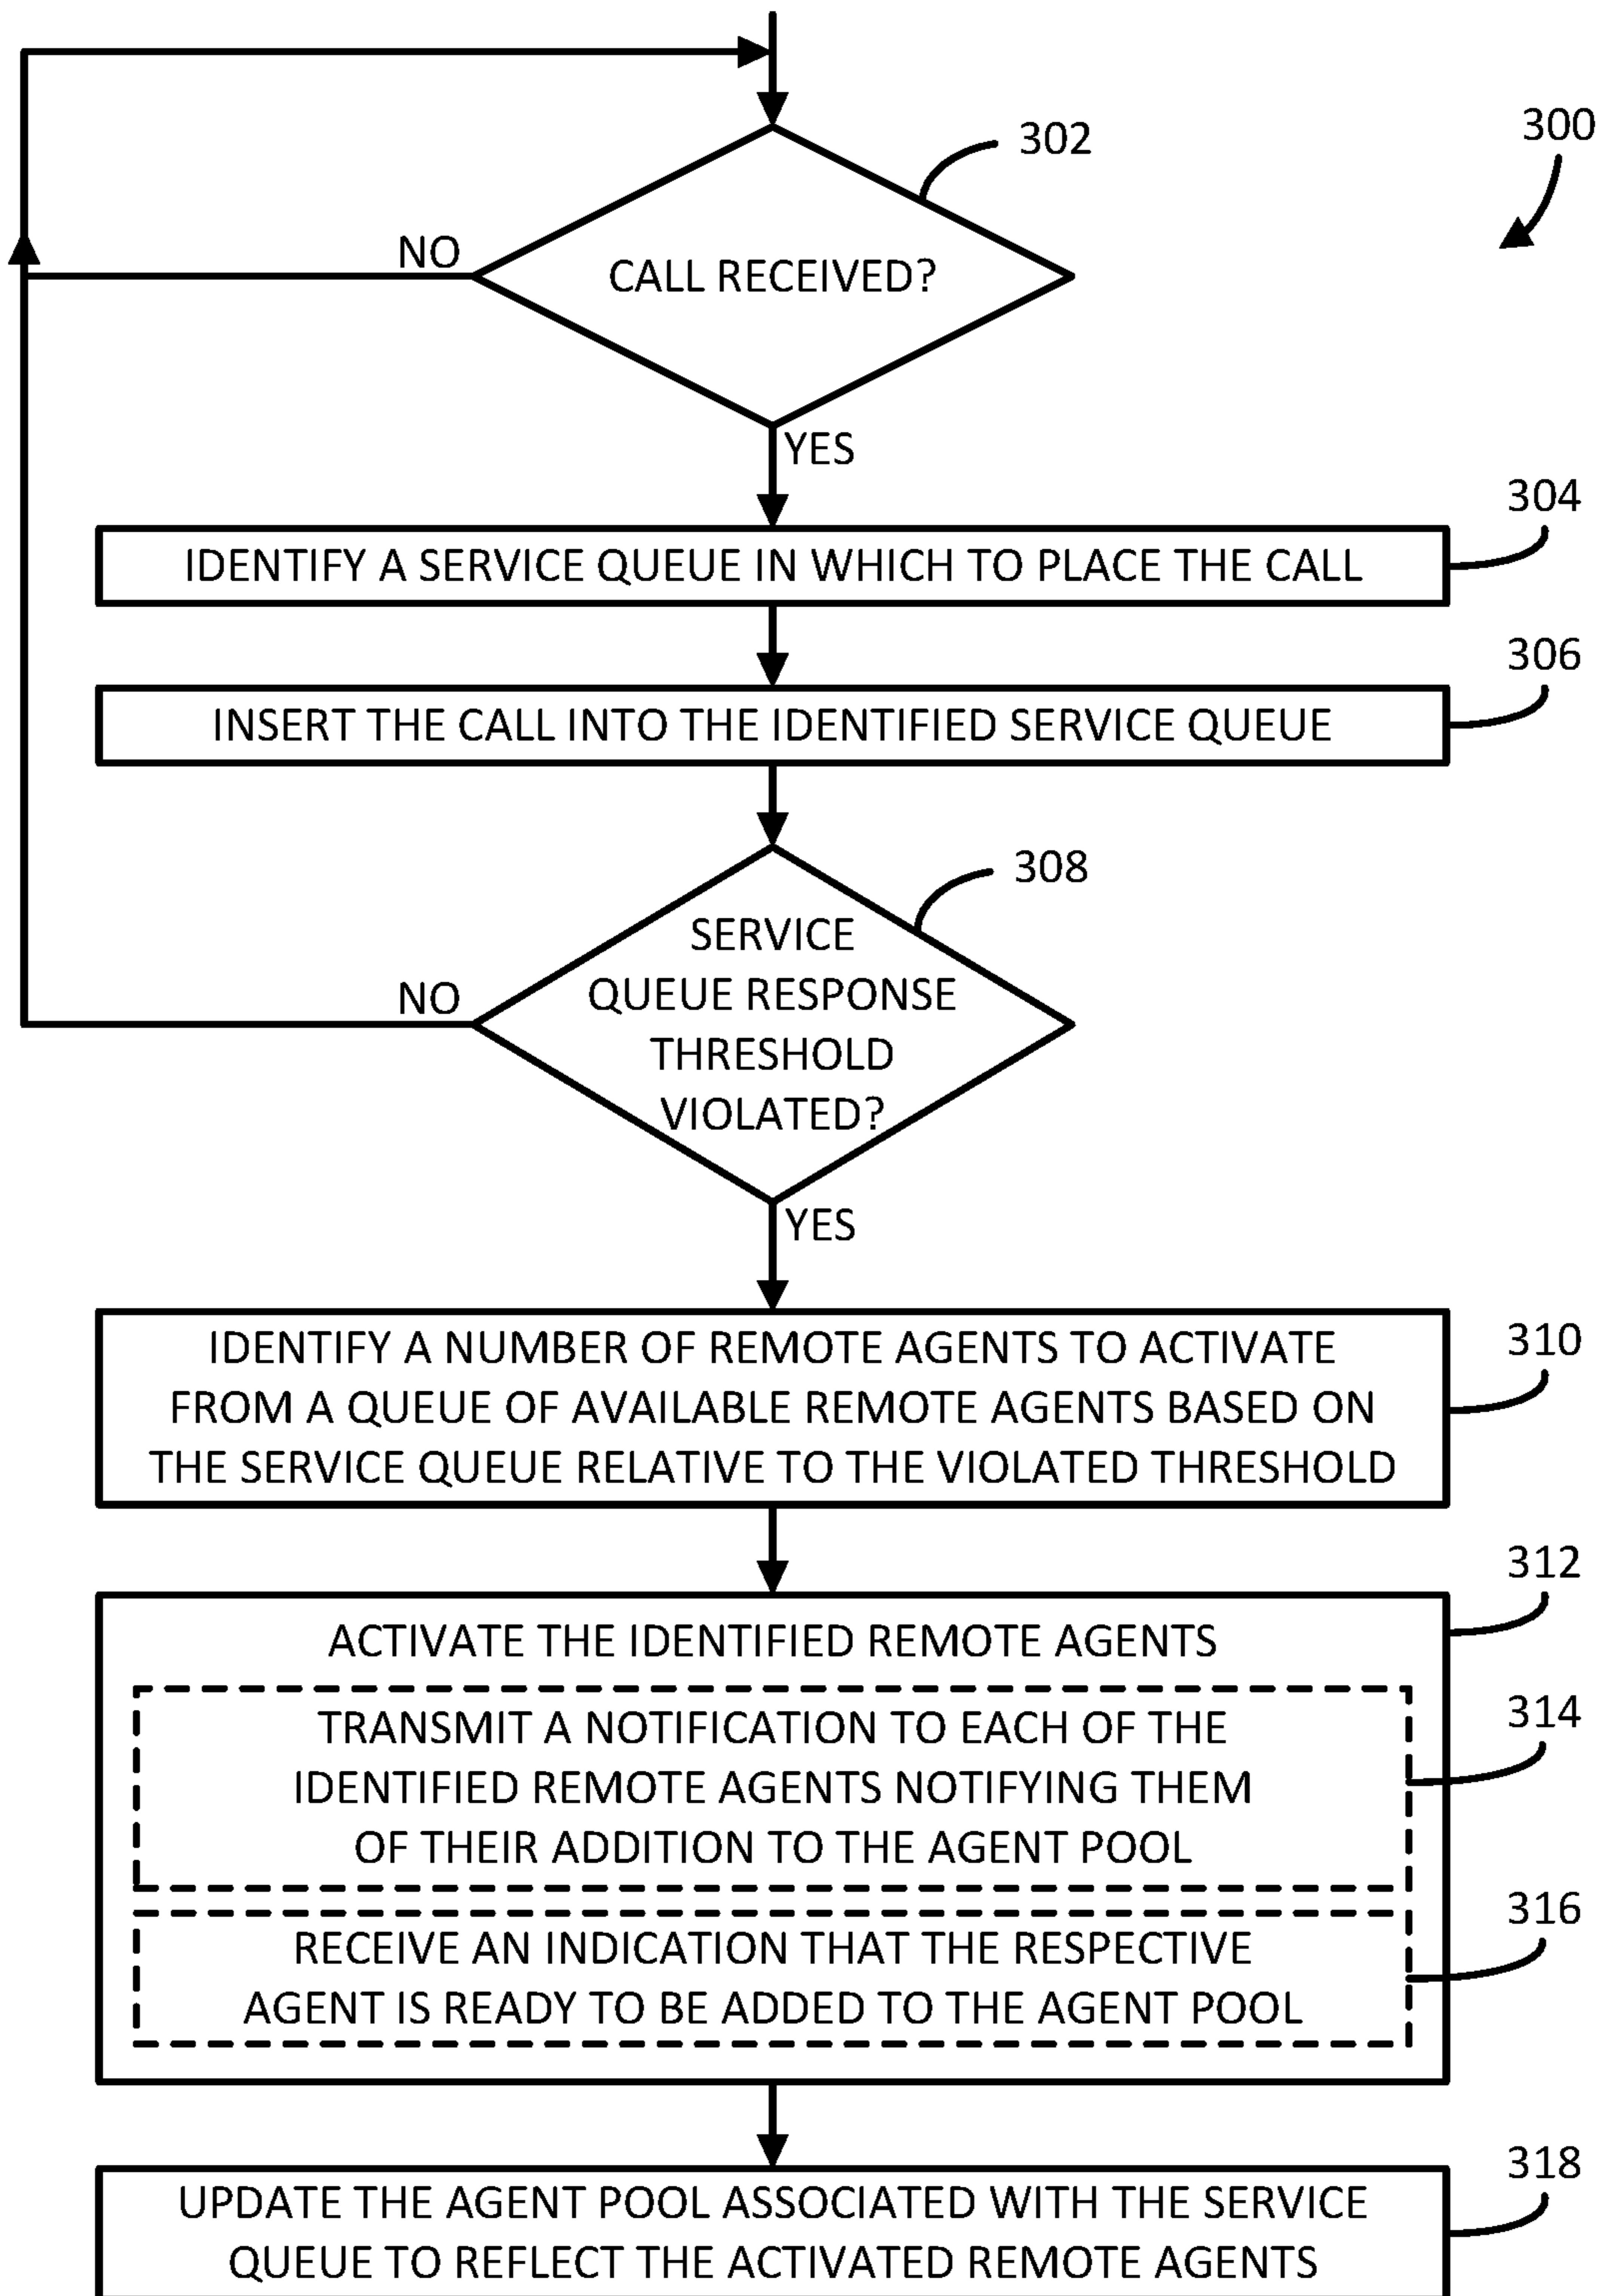 302
300
NO
CALL RECEIVED?
YES
304
IDENTIFY A SERVICE QUEUE IN WHICH TO PLACE THE CALL
306
INSERT THE CALL INTO THE IDENTIFIED SERVICE QUEUE
308
SERVICE
QUEUE RESPONSE
THRESHOLD
VIOLATED?
NO
YES
310
IDENTIFY A NUMBER OF REMOTE AGENTS TO ACTIVATE
FROM A QUEUE OF AVAILABLE REMOTE AGENTS BASED ON
THE SERVICE QUEUE RELATIVE TO THE VIOLATED THRESHOLD
312
ACTIVATE THE IDENTIFIED REMOTE AGENTS
314
TRANSMIT A NOTIFICATION TO EACH OF THE
IDENTIFIED REMOTE AGENTS NOTIFYING THEM
OF THEIR ADDITION TO THE AGENT POOL
316
RECEIVE AN INDICATION THAT THE RESPECTIVE
AGENT IS READY TO BE ADDED TO THE AGENT POOL
318
UPDATE THE AGENT POOL ASSOCIATED WITH THE SERVICE
QUEUE TO REFLECT THE ACTIVATED REMOTE AGENTS